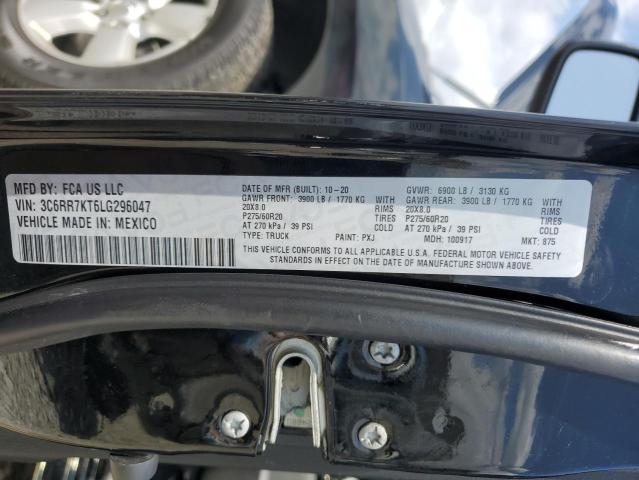 MFD BY: FCA US LLC
VIN: 3C6RR7KT6LG296047
VEHICLE MADE IN: MEXICO
DATE OF MFR (BUILT): 10-20
GVWR: 6900 LB / 3130 KG
GAWR FRONT: 3900 LB / 1770 KG WITH
GAWR REAR: 3900 LB / 1770 KG WITH
20X8.0 RIMS
20X8.0 RIMS
P275/60R20
P275/60R20
AT 270 kPa / 39 PSI COLD
AT 270 kPa / 39 PSI COLD
TYPE: TRUCK PAINT: PXJ MDH: 100917 MKT: 875
THIS VEHICLE CONFORMS TO ALL APPLICABLE U.S.A. FEDERAL MOTOR VEHICLE SAFETY
STANDARDS IN EFFECT ON THE DATE OF MANUFACTURE SHOWN ABOVE.